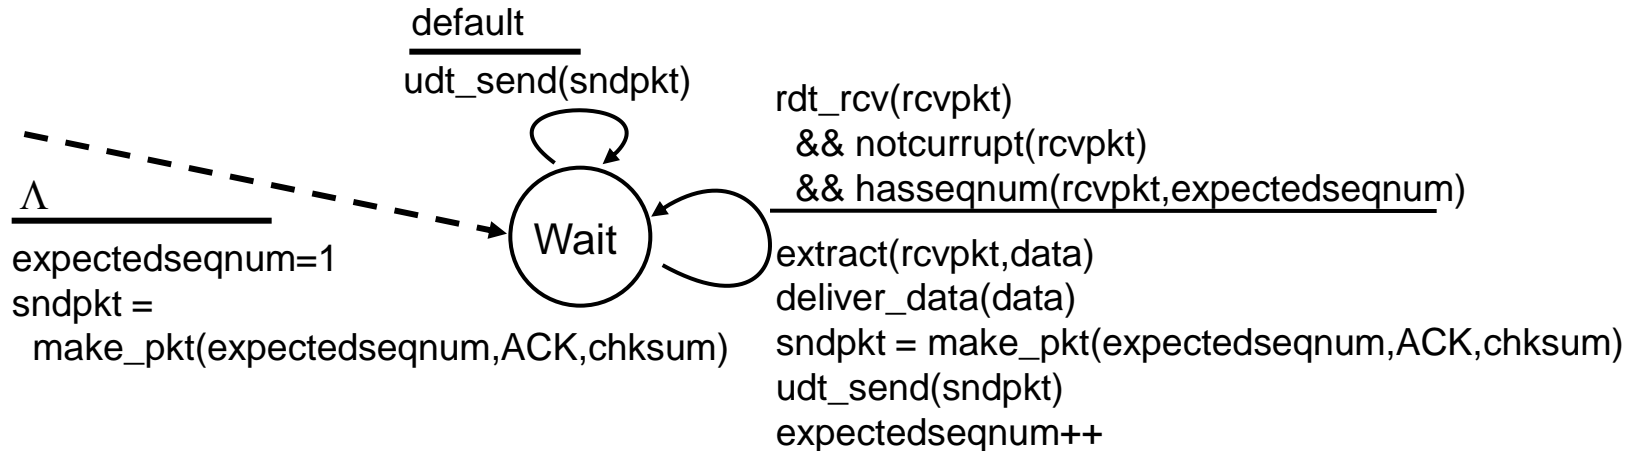 default
udt_send(sndpkt)
rdt_rcv(rcvpkt)
&& notcurrupt(rcvpkt)
&& hasseqnum(rcvpkt,expectedseqnum)
Λ
Wait
expectedseqnum=1
sndpkt =
make_pkt(expectedseqnum,ACK,chksum)
extract(rcvpkt,data)
deliver_data(data)
sndpkt = make_pkt(expectedseqnum,ACK,chksum)
udt_send(sndpkt)
expectedseqnum++